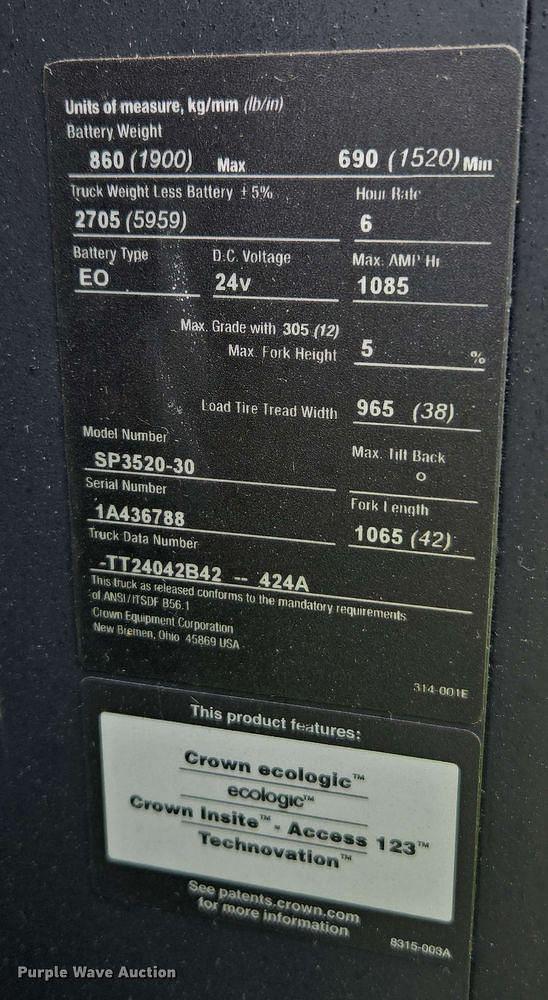 Units of measure, kg/mm (lb/in)
Battery Weight
860 (1900) Max 690 (1520) Min
Truck Weight Less Battery ±5% Hour Rate
2705 (5959) 6
Battery Type D.C. Voltage Max. AMP Hr
EO 24v 1085
Max. Grade with 305 (12)
Max. Fork Height 5 %
Load Tire Tread Width 965 (38)
Model Number Max. Tilt Back
SP3520-30 o
Serial Number Fork Length
1A436788 1065 (42)
Truck Data Number
-TT24042B42 -- 424A
This truck as released conforms to the mandatory requirements
of ANSI/ITSDF B56.1
Crown Equipment Corporation
New Bremen, Ohio 45869 USA
314-001E
This product features:
Crown ecologic™
ecologic™
Crown Insite™ - Access 123™
Technovation™
See patents.crown.com
for more information
8315-003A
Purple Wave Auction